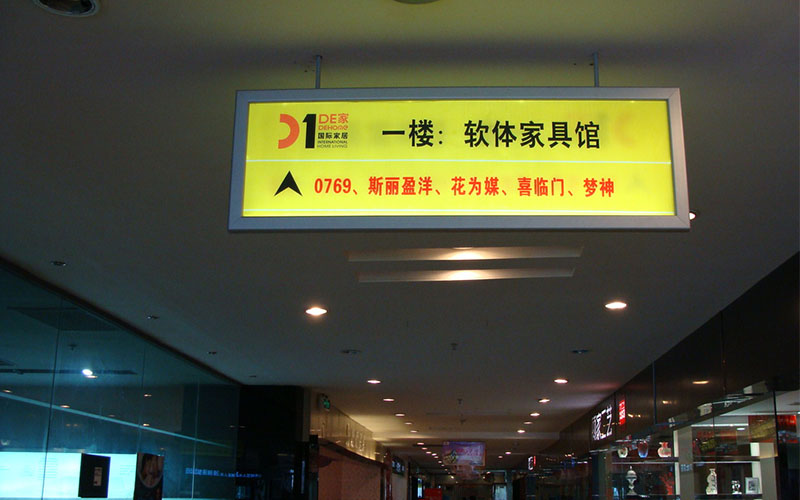 DE家
DEHOME
国际家居
INTERNATIONAL
HOME LIVING
一楼：软体家具馆
0769、斯丽盈洋、花为媒、喜临门、梦神